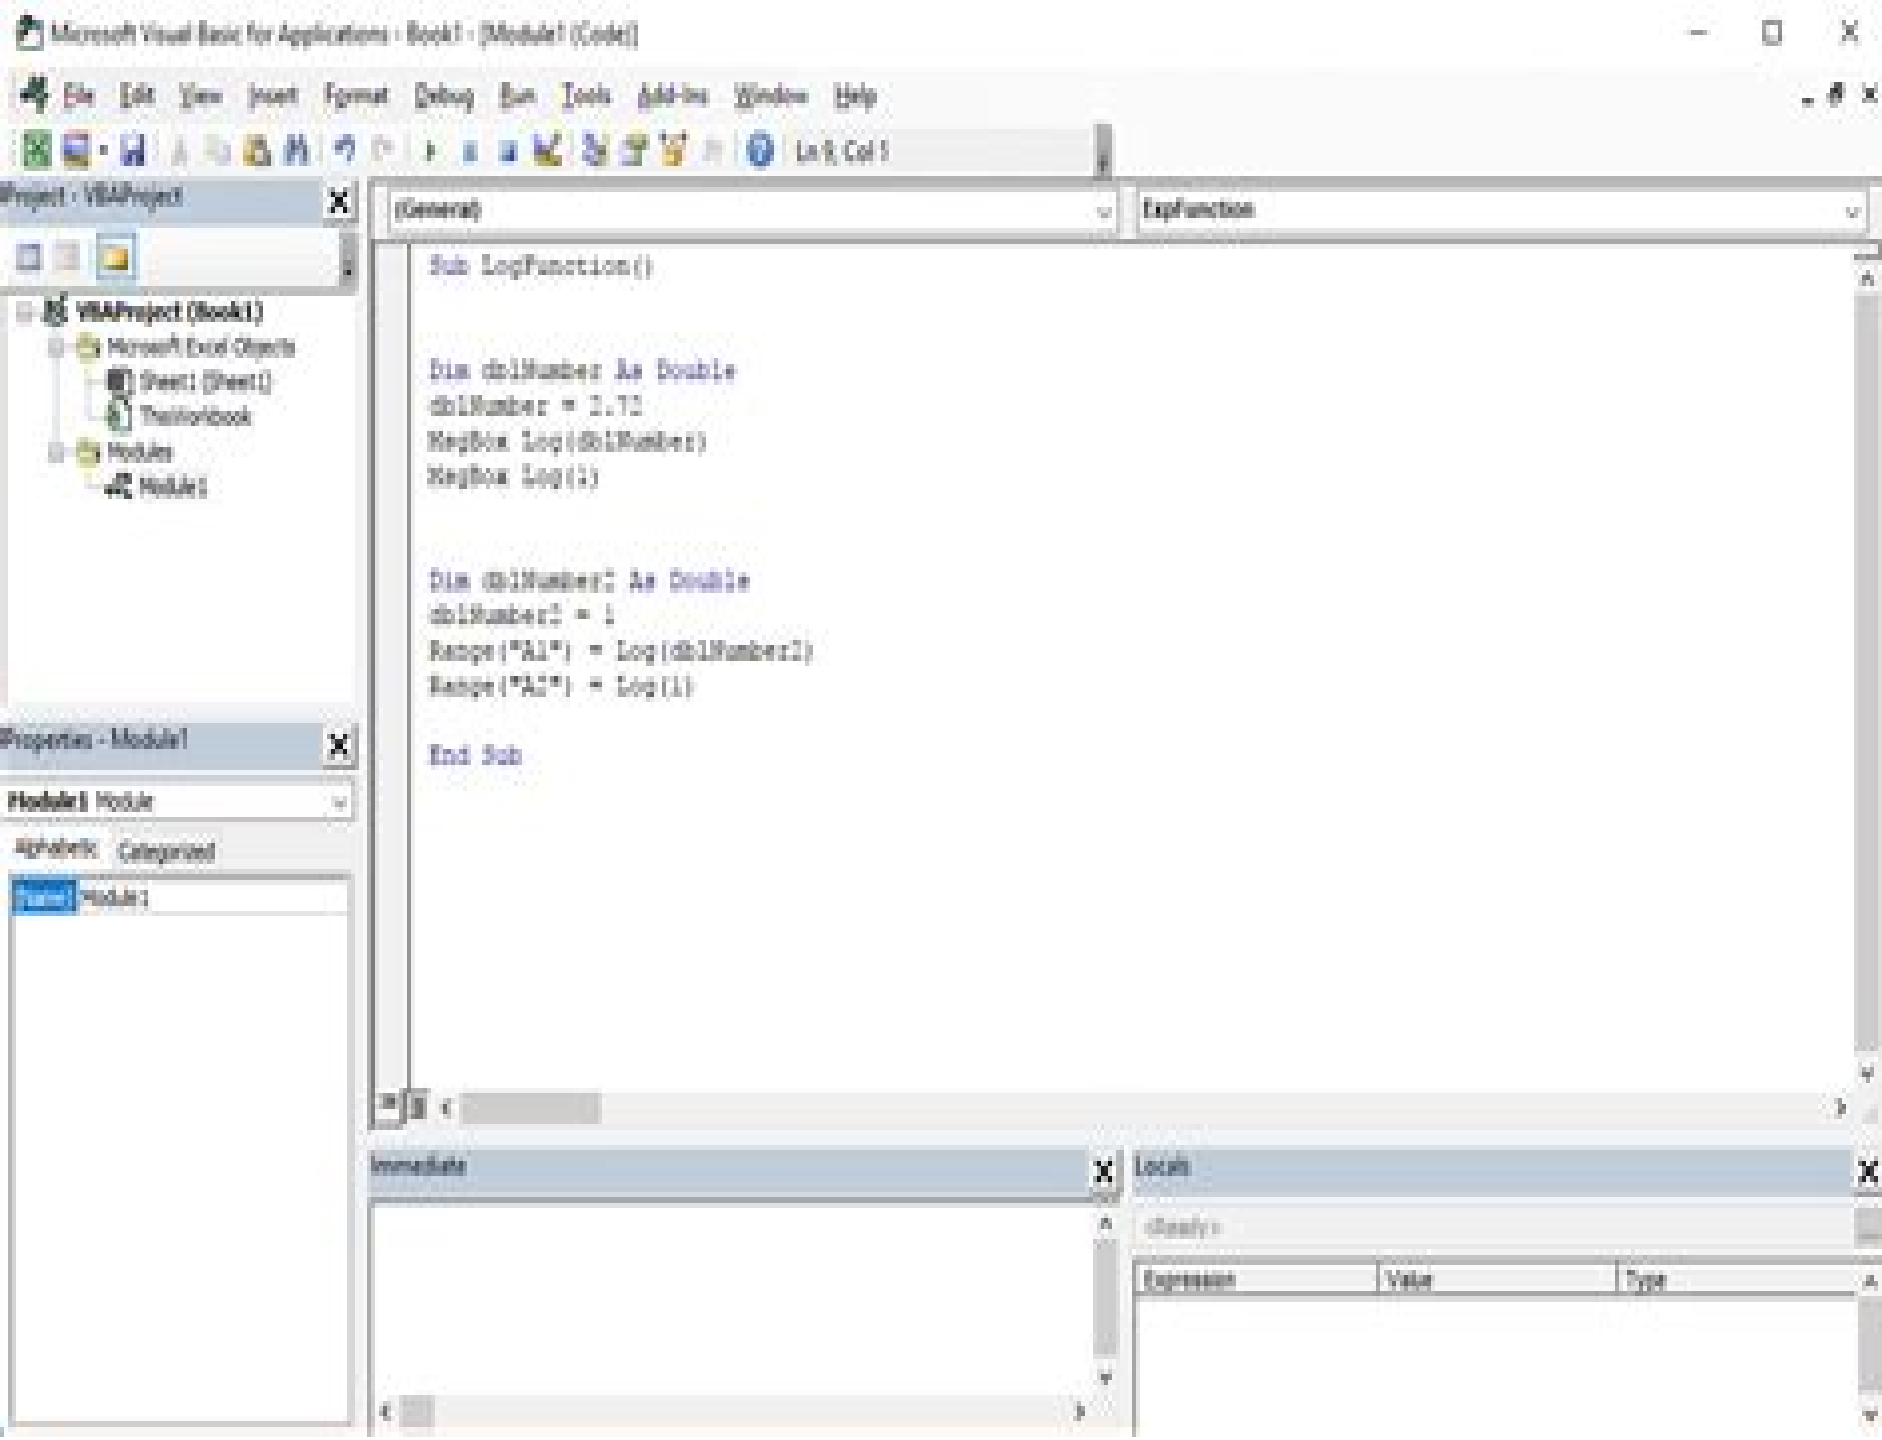 Microsoft Visual Basic for Applications - Book1 - [Module1 (Code)]
File Edit View Insert Format Debug Run Tools Add-Ins Window Help
Ln 9, Col 5
Project - VBAProject
(General)
ExpFunction
VBAProject (Book1)
Microsoft Excel Objects
Sheet1 (Sheet1)
ThisWorkbook
Modules
Module1
Sub LogFunction()
Dim dblNumber As Double
dblNumber = 2.72
MsgBox Log(dblNumber)
MsgBox Log(1)
Dim dblNumber2 As Double
dblNumber2 = 1
Range("A1") = Log(dblNumber2)
Range("A2") = Log(1)
End Sub
Properties - Module1
Module1 Module
Alphabetic Categorized
(Name) Module1
Immediate
Locals
<Ready>
Expression Value Type